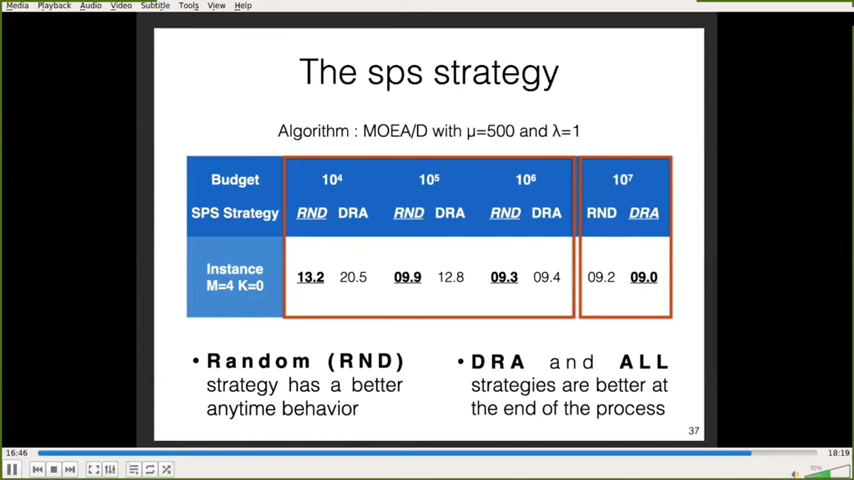 Media Playback Audio Video Subtitle Tools View Help
The sps strategy
Algorithm : MOEA/D with μ=500 and λ=1
Budget 10⁴ 10⁵ 10⁶ 10⁷
SPS Strategy RND DRA RND DRA RND DRA RND DRA
Instance
M=4 K=0
13.2 20.5 09.9 12.8 09.3 09.4 09.2 09.0
• Random (RND)
strategy has a better
anytime behavior
• DRA and ALL
strategies are better at
the end of the process
37
16:46 18:19
70%